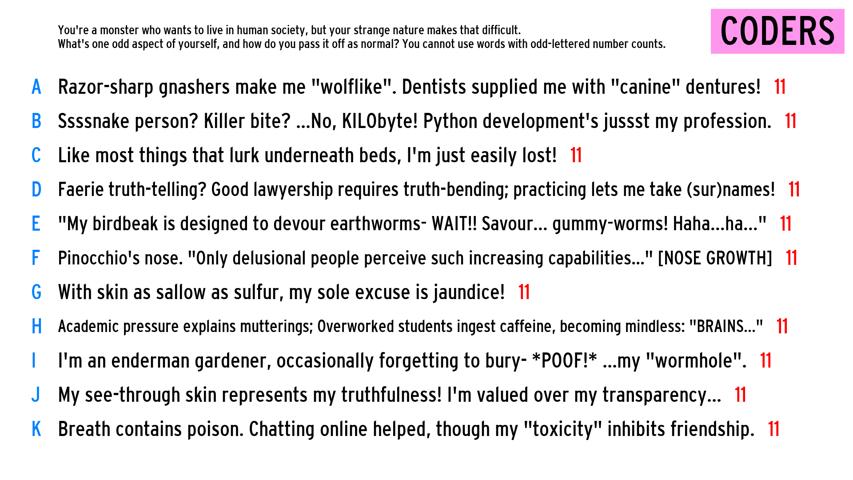 You're a monster who wants to live in human society, but your strange nature makes that difficult.
What's one odd aspect of yourself, and how do you pass it off as normal? You cannot use words with odd-lettered number counts.
CODERS
A Razor-sharp gnashers make me "wolflike". Dentists supplied me with "canine" dentures! 11
B Ssssnake person? Killer bite? ...No, KILObyte! Python development's jussst my profession. 11
C Like most things that lurk underneath beds, I'm just easily lost! 11
D Faerie truth-telling? Good lawyership requires truth-bending; practicing lets me take (sur)names! 11
E "My birdbeak is designed to devour earthworms- WAIT!! Savour... gummy-worms! Haha...ha..." 11
F Pinocchio's nose. "Only delusional people perceive such increasing capabilities..." [NOSE GROWTH] 11
G With skin as sallow as sulfur, my sole excuse is jaundice! 11
H Academic pressure explains mutterings; Overworked students ingest caffeine, becoming mindless: "BRAINS..." 11
I I'm an enderman gardener, occasionally forgetting to bury- *POOF!* ...my "wormhole". 11
J My see-through skin represents my truthfulness! I'm valued over my transparency... 11
K Breath contains poison. Chatting online helped, though my "toxicity" inhibits friendship. 11